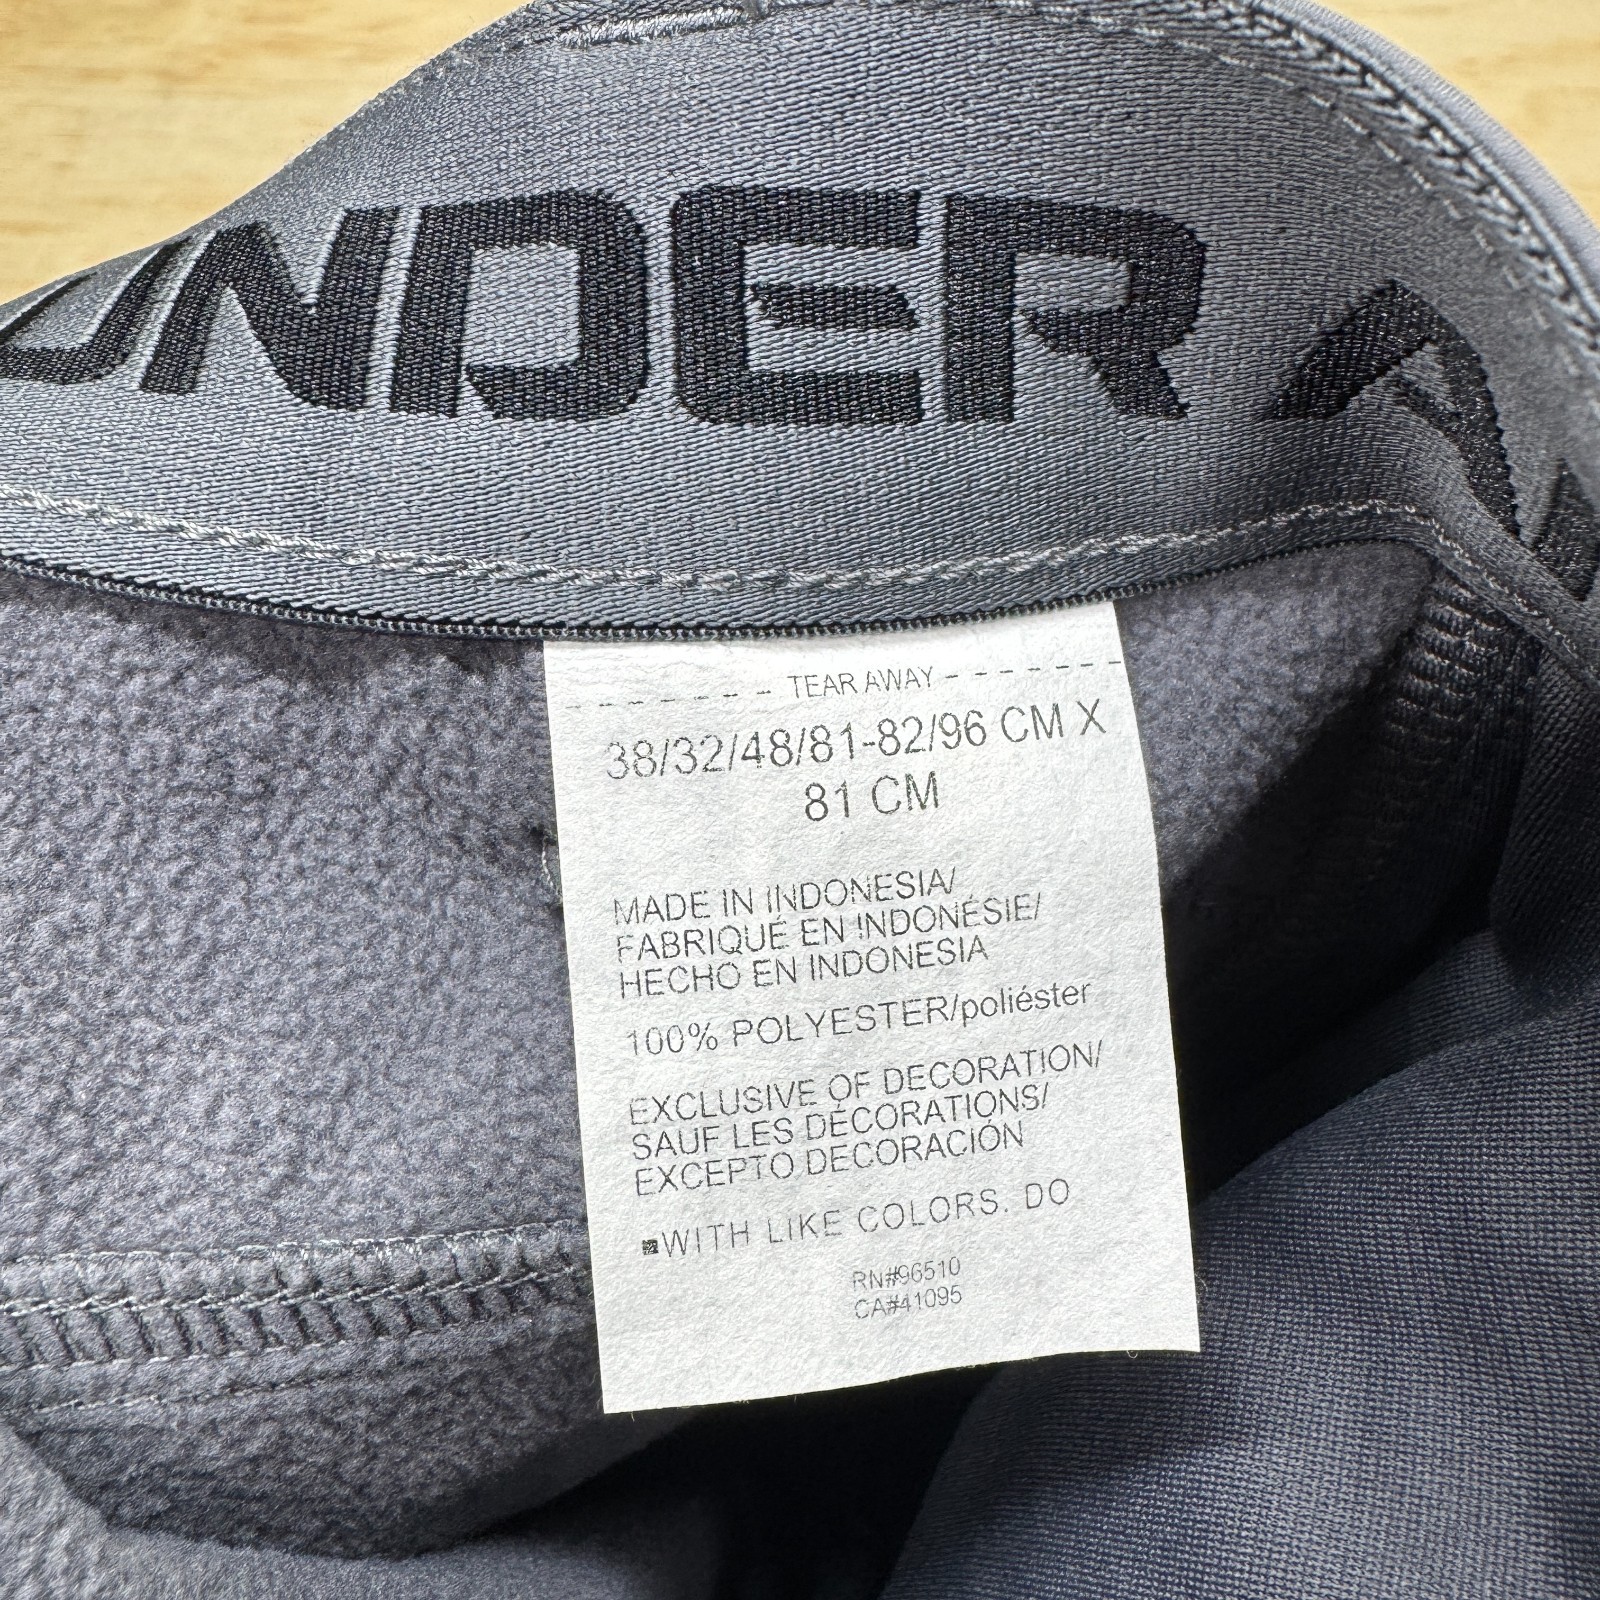 UNDER A
TEAR AWAY
38/32/48/81-82/96 CM X
81 CM
MADE IN INDONESIA/
FABRIQUÉ EN INDONÉSIE/
HECHO EN INDONESIA
100% POLYESTER/poliéster
EXCLUSIVE OF DECORATION/
SAUF LES DÉCORATIONS/
EXCEPTO DECORACIÓN
WITH LIKE COLORS. DO
RN#96510
CA#41095